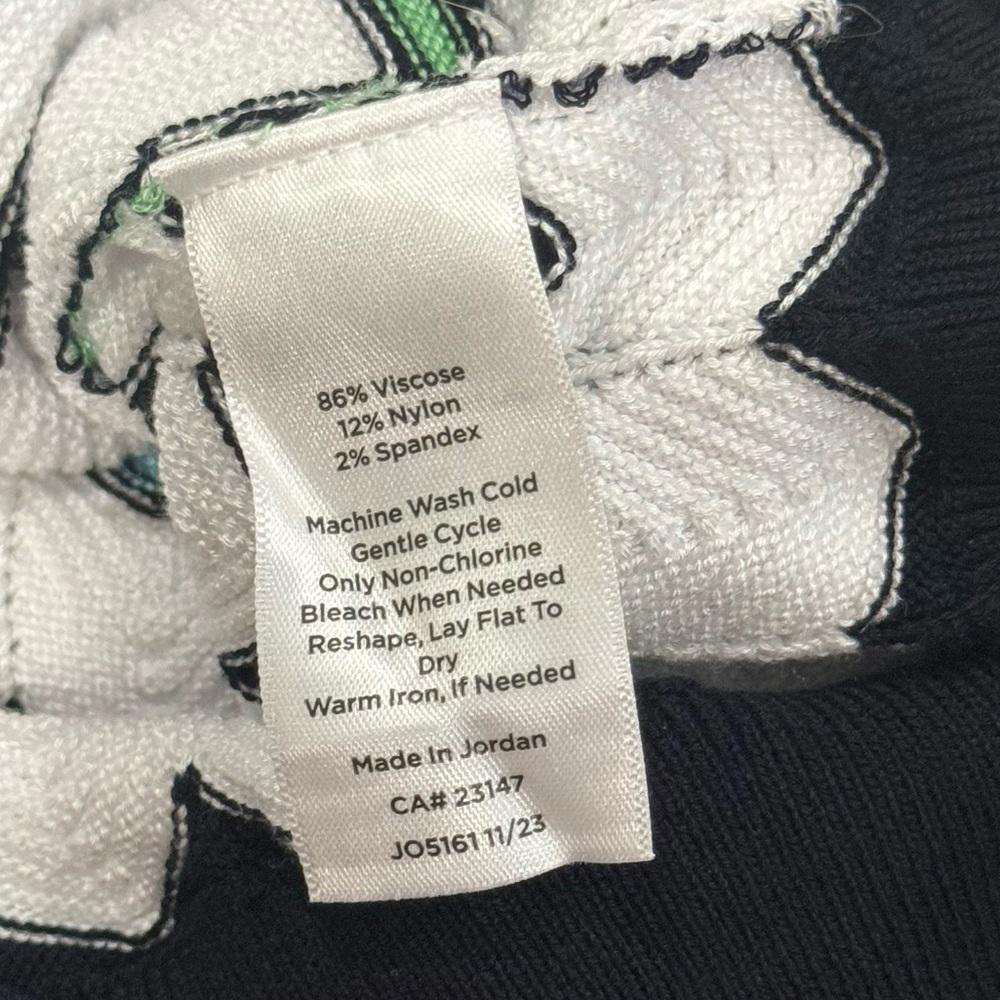 86% Viscose
12% Nylon
2% Spandex
Machine Wash Cold
Gentle Cycle
Only Non-Chlorine
Bleach When Needed
Reshape, Lay Flat To
Dry
Warm Iron, If Needed
Made In Jordan
CA# 23147
JO5161 11/23